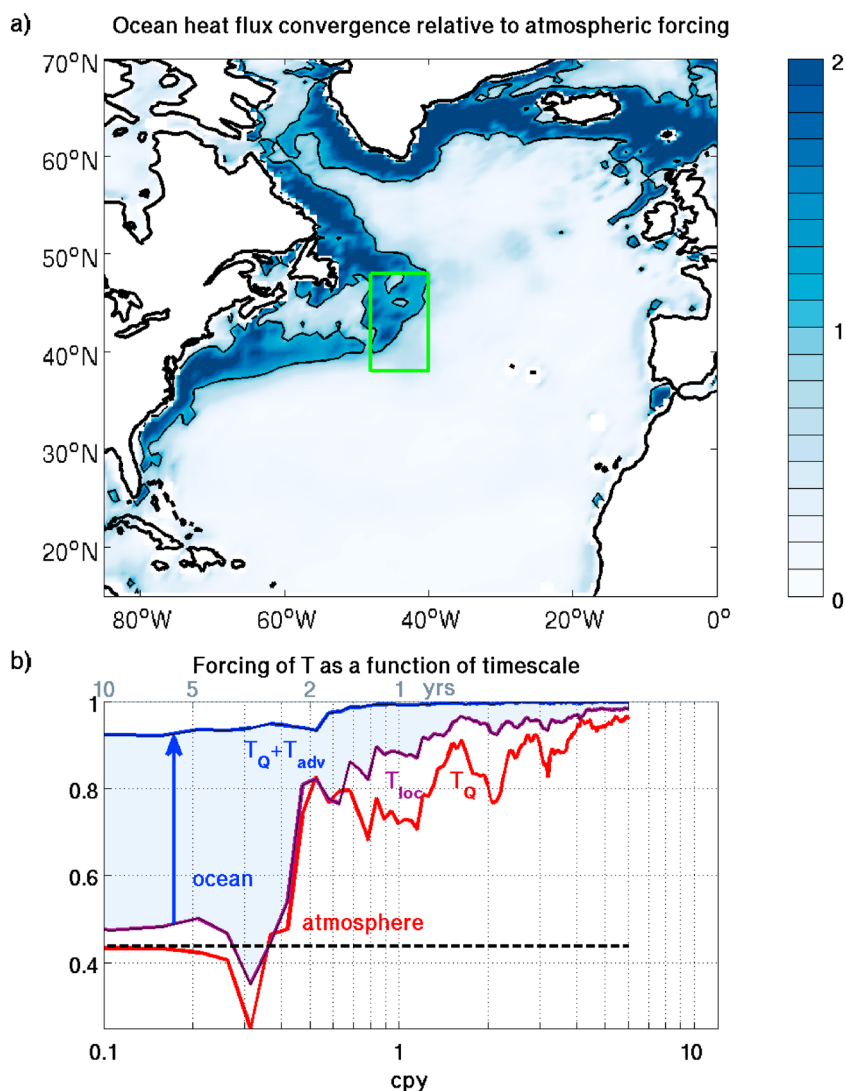 a)
Ocean heat flux convergence relative to atmospheric forcing
70°N
60°N
50°N
40°N
30°N
20°N
80°W
60°W
40°W
20°W
0°
2
1
0
b)
Forcing of T as a function of timescale
10
5
2
1
yrs
1
0.8
0.6
0.4
T_Q+T_adv
T_loc
T_Q
ocean
atmosphere
0.1
1
10
cpy